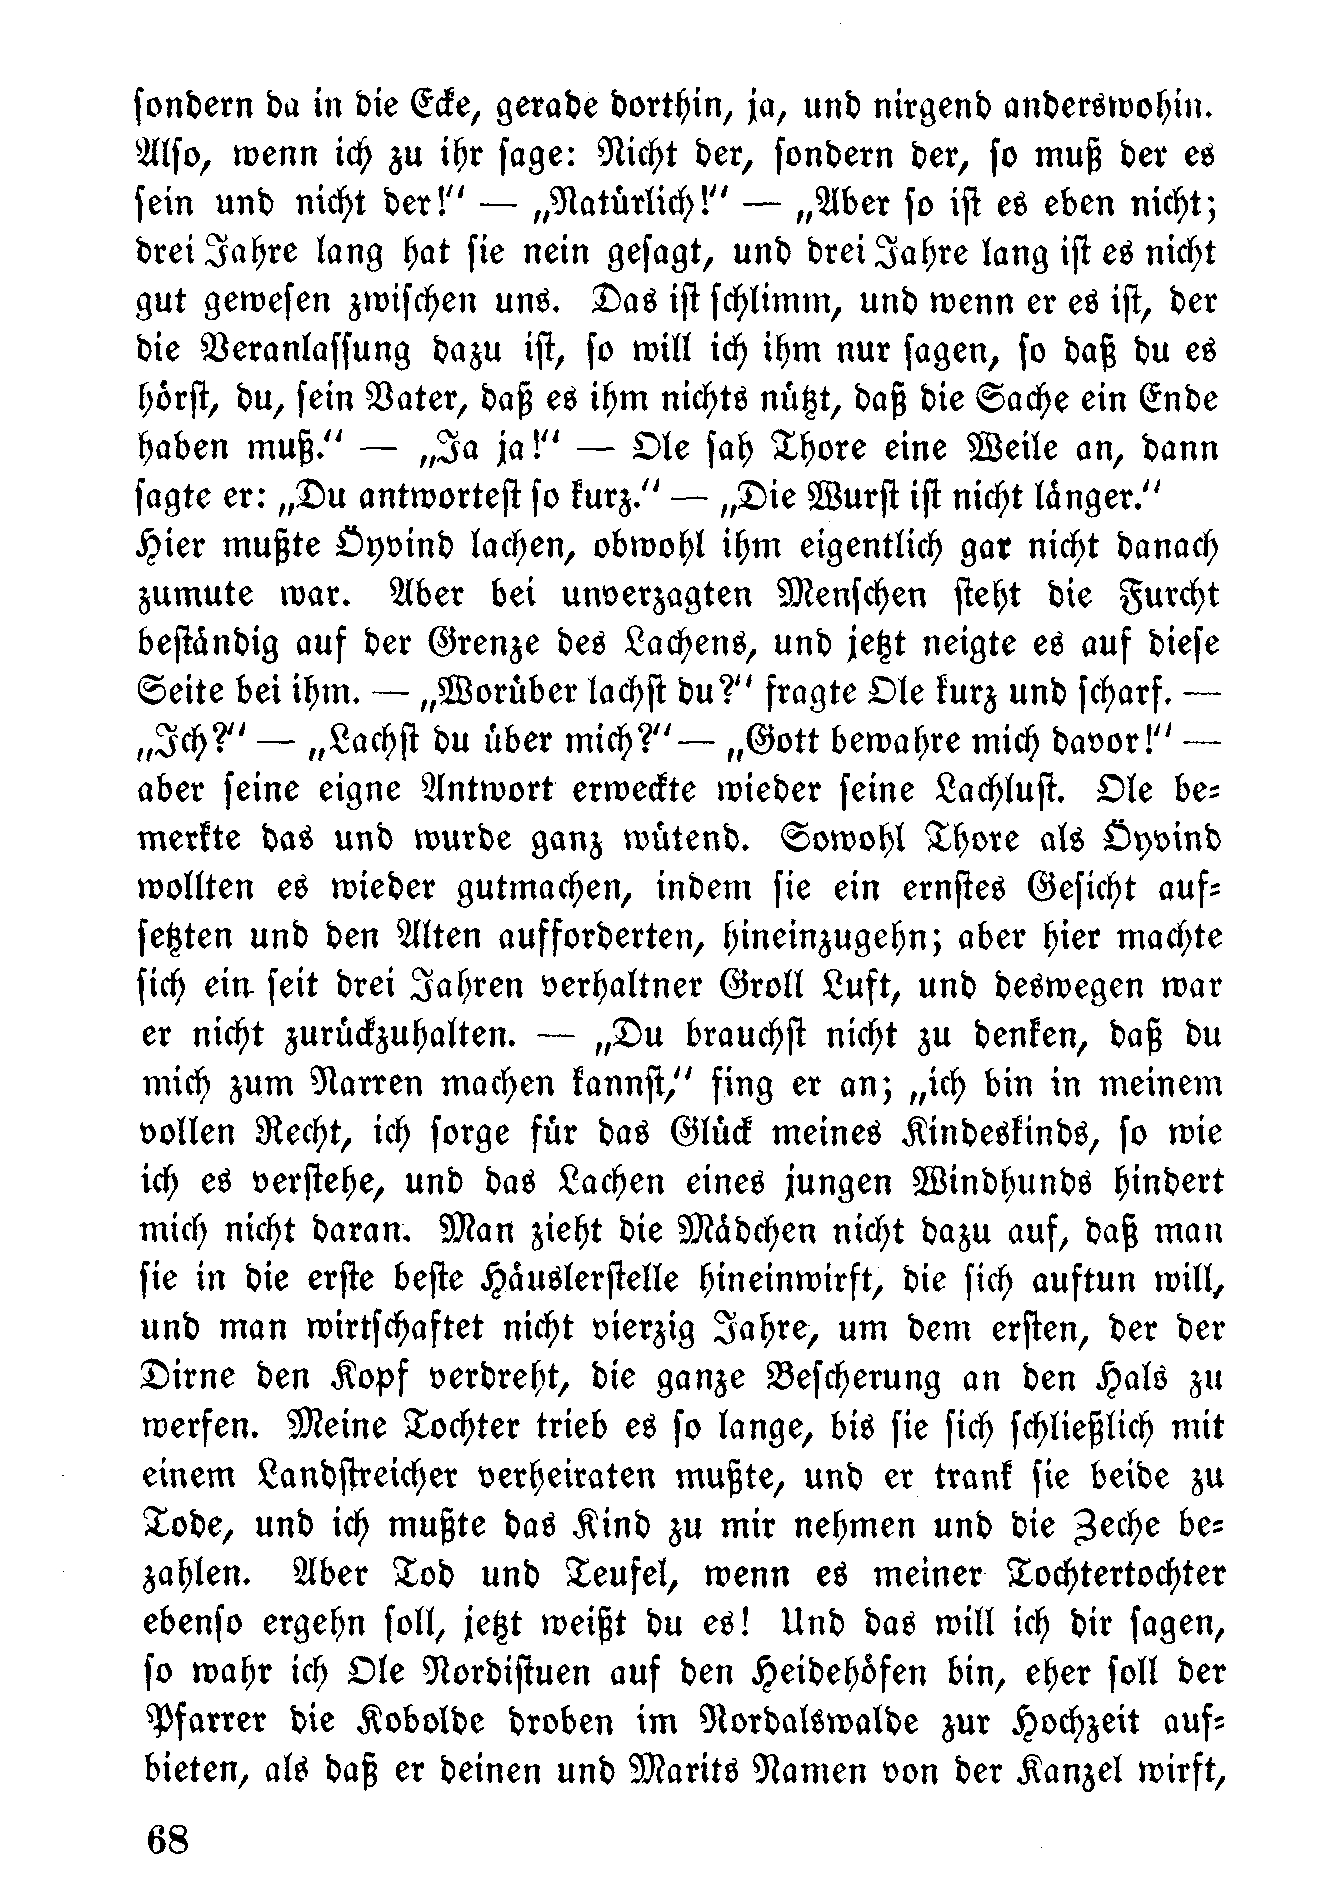 sondern da in die Ecke, gerade dorthin, ja, und nirgend anderswohin.
Also, wenn ich zu ihr sage: Nicht der, sondern der, so muß der es
sein und nicht der!“ — „Natürlich!“ — „Aber so ist es eben nicht;
drei Jahre lang hat sie nein gesagt, und drei Jahre lang ist es nicht
gut gewesen zwischen uns. Das ist schlimm, und wenn er es ist, der
die Veranlassung dazu ist, so will ich ihm nur sagen, so daß du es
hörst, du, sein Vater, daß es ihm nichts nützt, daß die Sache ein Ende
haben muß.“ — „Ja ja!“ — Ole sah Thore eine Weile an, dann
sagte er: „Du antwortest so kurz.“ — „Die Wurst ist nicht länger.“
Hier mußte Öyvind lachen, obwohl ihm eigentlich gar nicht danach
zumute war. Aber bei unverzagten Menschen steht die Furcht
beständig auf der Grenze des Lachens, und jetzt neigte es auf diese
Seite bei ihm. — „Worüber lachst du?“ fragte Ole kurz und scharf. —
„Ich?“ — „Lachst du über mich?“ — „Gott bewahre mich davor!“ —
aber seine eigne Antwort erweckte wieder seine Lachlust. Ole be-
merkte das und wurde ganz wütend. Sowohl Thore als Öyvind
wollten es wieder gutmachen, indem sie ein ernstes Gesicht auf-
setzten und den Alten aufforderten, hineinzugehn; aber hier machte
sich ein seit drei Jahren verhaltner Groll Luft, und deswegen war
er nicht zurückzuhalten. — „Du brauchst nicht zu denken, daß du
mich zum Narren machen kannst,“ fing er an; „ich bin in meinem
vollen Recht, ich sorge für das Glück meines Kindeskinds, so wie
ich es verstehe, und das Lachen eines jungen Windhunds hindert
mich nicht daran. Man zieht die Mädchen nicht dazu auf, daß man
sie in die erste beste Häuslerstelle hineinwirft, die sich auftun will,
und man wirtschaftet nicht vierzig Jahre, um dem ersten, der der
Dirne den Kopf verdreht, die ganze Bescherung an den Hals zu
werfen. Meine Tochter trieb es so lange, bis sie sich schließlich mit
einem Landstreicher verheiraten mußte, und er trank sie beide zu
Tode, und ich mußte das Kind zu mir nehmen und die Zeche be-
zahlen. Aber Tod und Teufel, wenn es meiner Tochtertochter
ebenso ergehn soll, jetzt weißt du es! Und das will ich dir sagen,
so wahr ich Ole Nordistuen auf den Heidehöfen bin, eher soll der
Pfarrer die Kobolde droben im Nordalswalde zur Hochzeit auf-
bieten, als daß er deinen und Marits Namen von der Kanzel wirft,
68